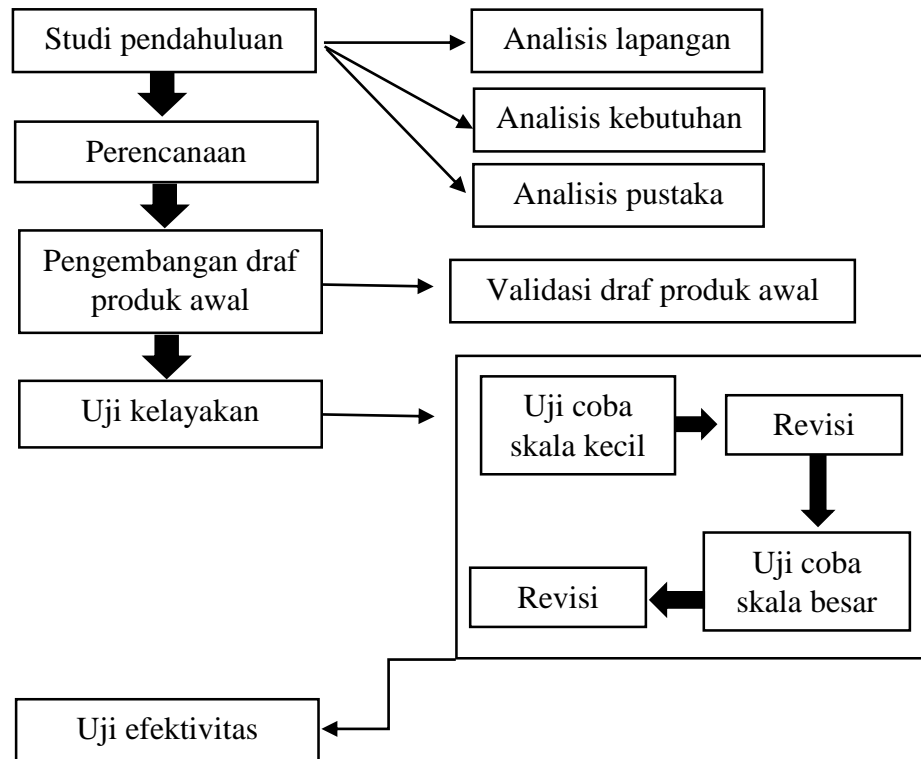 Studi pendahuluan
Analisis lapangan
Analisis kebutuhan
Perencanaan
Analisis pustaka
Pengembangan draf
produk awal
Validasi draf produk awal
Uji kelayakan
Uji coba
skala kecil
Revisi
Uji coba
skala besar
Revisi
Uji efektivitas